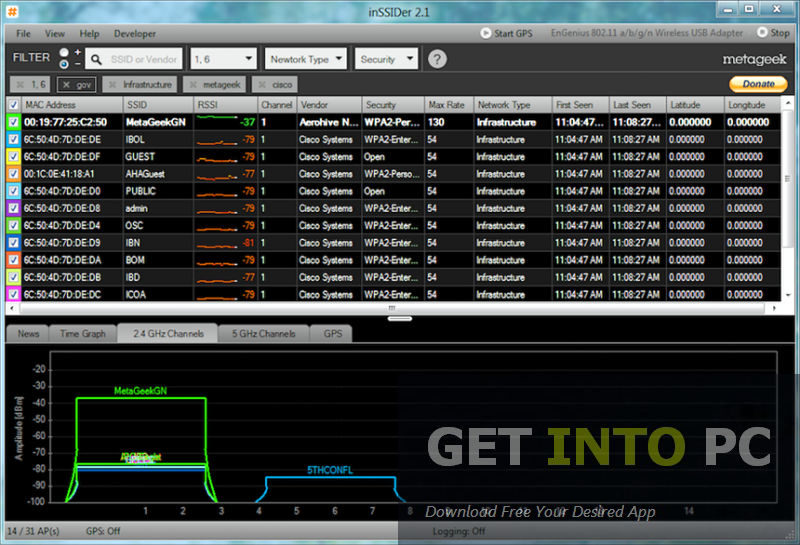 inSSIDer 2.1
File View Help Developer Start GPS EnGenius 802.11 a/b/g/n Wireless USB Adapter Stop
FILTER - + SSID or Vendor 1, 6 Newtork Type Security ? metageek
1, 6 gov Infrastructure metageek cisco Donate
MAC Address SSID RSSI Channel Vendor Security Max Rate Network Type First Seen Last Seen Latitude Longitude
00:19:77:25:C2:50 MetaGeekGN -37 1 Aerohive N... WPA2-Per... 130 Infrastructure 11:04:47... 11:08:27... 0.000000 0.000000
6C:50:4D:7D:DE:DE IBOL -79 1 Cisco Systems WPA2-Enter... 54 Infrastructure 11:04:47 AM 11:08:27 AM 0.000000 0.000000
6C:50:4D:7D:DE:DF GUEST -79 1 Cisco Systems Open 54 Infrastructure 11:04:47 AM 11:08:27 AM 0.000000 0.000000
00:1C:0E:41:18:A1 AHAGuest -77 1 Cisco Systems WPA2-Perso... 54 Infrastructure 11:04:47 AM 11:08:27 AM 0.000000 0.000000
6C:50:4D:7D:DE:D0 PUBLIC -79 1 Cisco Systems Open 54 Infrastructure 11:04:47 AM 11:08:27 AM 0.000000 0.000000
6C:50:4D:7D:DE:D8 admin -79 1 Cisco Systems WPA2-Enter... 54 Infrastructure 11:04:47 AM 11:08:27 AM 0.000000 0.000000
6C:50:4D:7D:DE:D4 OSC -79 1 Cisco Systems WPA2-Enter... 54 Infrastructure 11:04:47 AM 11:08:27 AM 0.000000 0.000000
6C:50:4D:7D:DE:D9 IBN -81 1 Cisco Systems WPA2-Enter... 54 Infrastructure 11:04:47 AM 11:08:27 AM 0.000000 0.000000
6C:50:4D:7D:DE:DA BOM -79 1 Cisco Systems WPA2-Enter... 54 Infrastructure 11:04:47 AM 11:08:27 AM 0.000000 0.000000
6C:50:4D:7D:DE:DB IBD -77 1 Cisco Systems WPA2-Enter... 54 Infrastructure 11:04:47 AM 11:08:27 AM 0.000000 0.000000
6C:50:4D:7D:DE:DC ICOA -79 1 Cisco Systems WPA2-Enter... 54 Infrastructure 11:04:47 AM 11:08:27 AM 0.000000 0.000000
News Time Graph 2.4 GHz Channels 5 GHz Channels GPS
Amplitude [dBm]
-20
-30
MetaGeekGN
-40
-50
-60
-70
-80
5THCONFL
-90
-100
GET INTO PC
1 2 3 4 5 6 7 8 9 10 11 12 13 14
Download Free Your Desired App
14 / 31 AP(s) GPS: Off Logging: Off